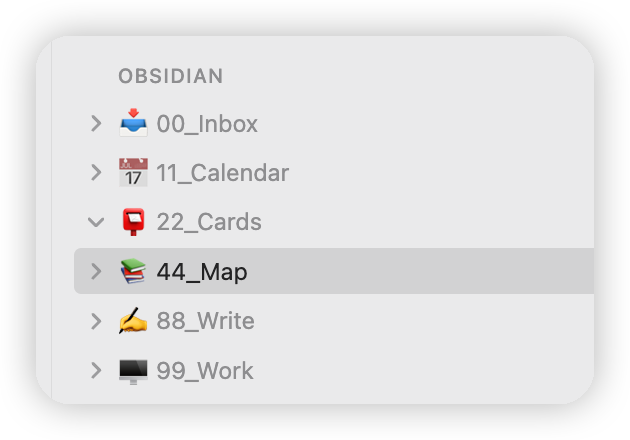 OBSIDIAN
00_Inbox
11_Calendar
22_Cards
44_Map
88_Write
99_Work